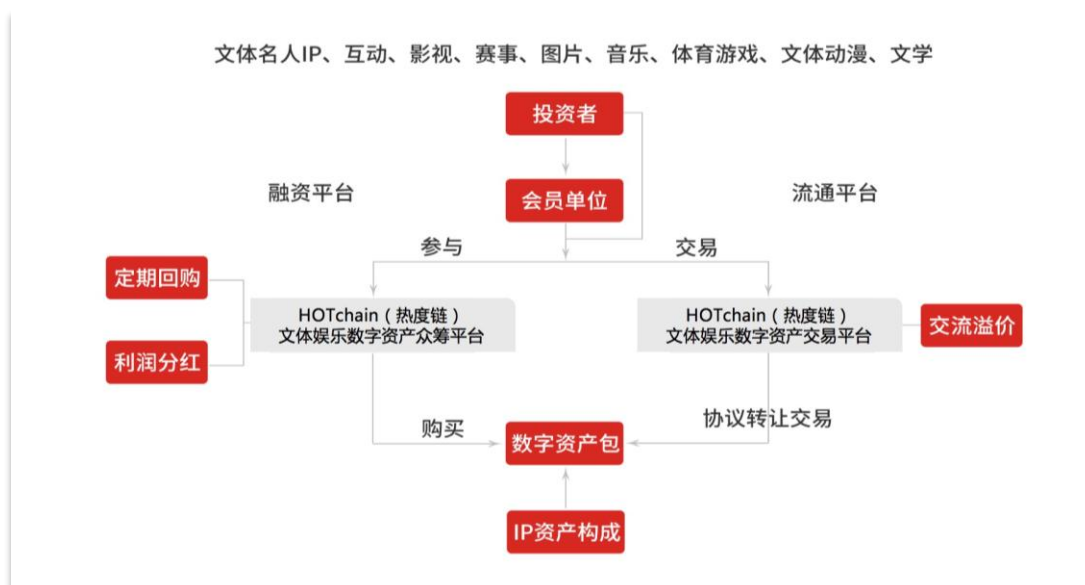 文体名人IP、互动、影视、赛事、图片、音乐、体育游戏、文体动漫、文学
投资者
融资平台
会员单位
流通平台
参与
交易
定期回购
HOTchain（热度链）
文体娱乐数字资产众筹平台
HOTchain（热度链）
文体娱乐数字资产交易平台
交流溢价
利润分红
购买
协议转让交易
数字资产包
IP资产构成